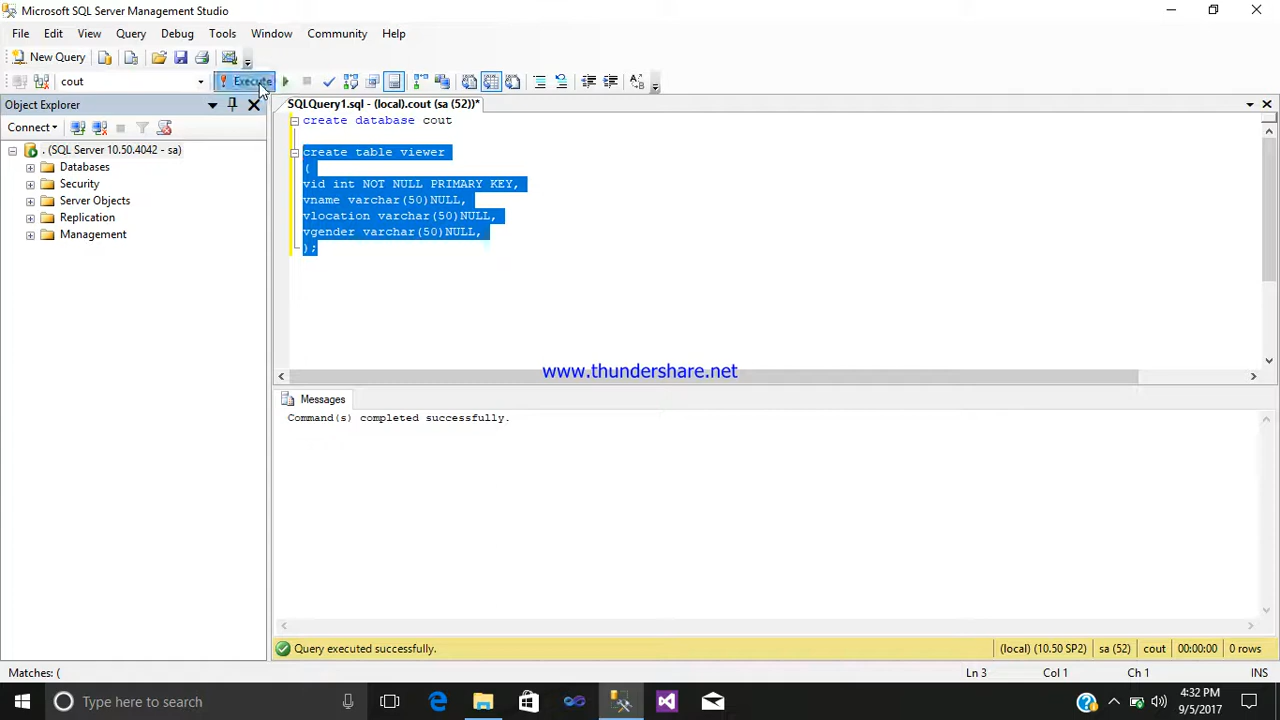 Microsoft SQL Server Management Studio
File Edit View Query Debug Tools Window Community Help
New Query
cout Execute
Object Explorer
SQLQuery1.sql - (local).cout (sa (52))*
Connect
. (SQL Server 10.50.4042 - sa)
Databases
Security
Server Objects
Replication
Management
create database cout
create table viewer
(
vid int NOT NULL PRIMARY KEY,
vname varchar(50)NULL,
vlocation varchar(50)NULL,
vgender varchar(50)NULL,
);
www.thundershare.net
Messages
Command(s) completed successfully.
Query executed successfully. (local) (10.50 SP2) sa (52) cout 00:00:00 0 rows
Matches: ( Ln 3 Col 1 Ch 1 INS
Type here to search
4:32 PM
9/5/2017